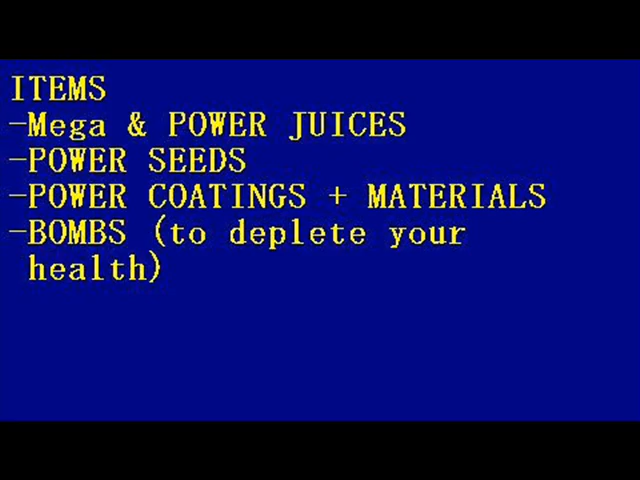 ITEMS
-Mega & POWER JUICES
-POWER SEEDS
-POWER COATINGS + MATERIALS
-BOMBS (to deplete your
health)